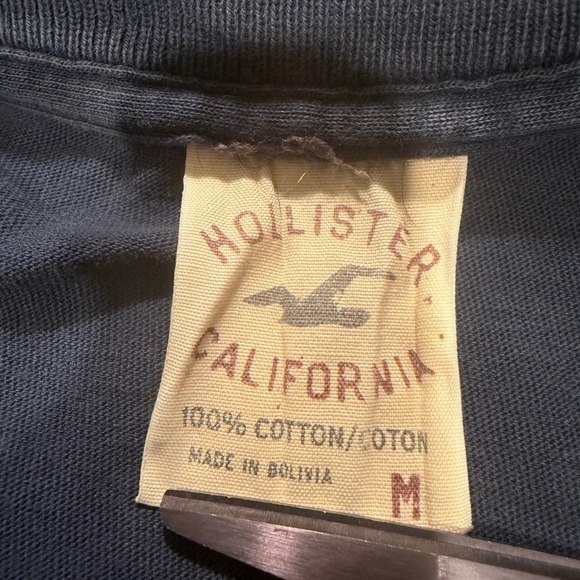 HOLLISTER
CALIFORNIA
100% COTTON/COTON
MADE IN BOLIVIA
M